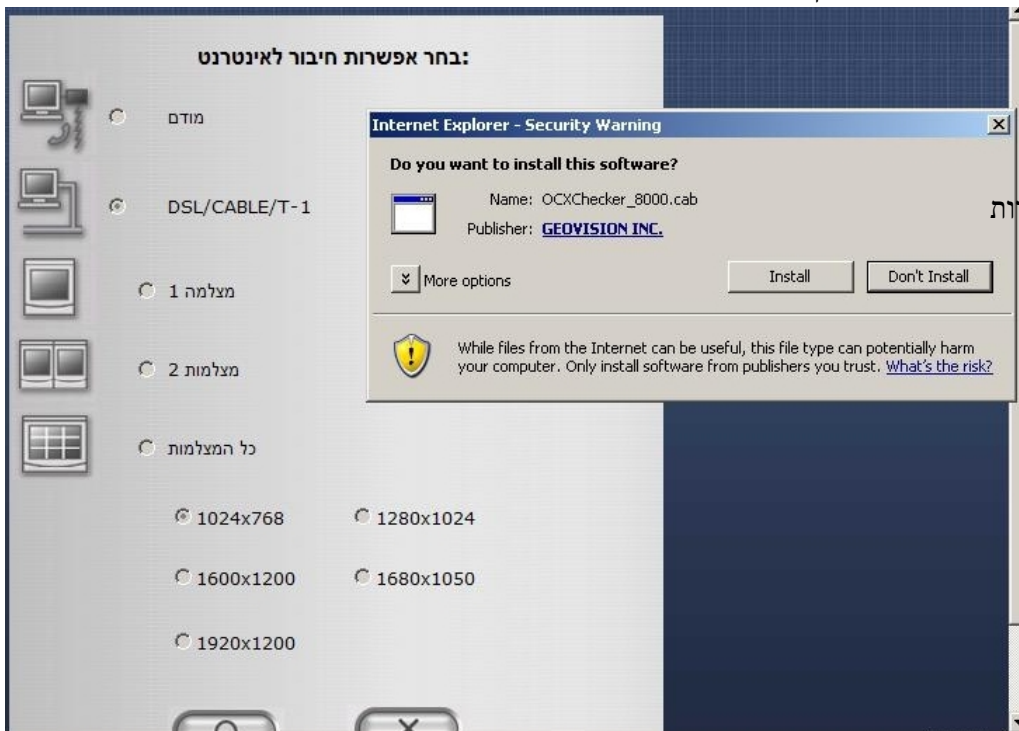 בחר אפשרות חיבור לאינטרנט:
מודם
DSL/CABLE/T-1
מצלמה 1
מצלמות 2
כל המצלמות
1024x768
1280x1024
1600x1200
1680x1050
1920x1200
Internet Explorer - Security Warning
Do you want to install this software?
Name: OCXChecker_8000.cab
Publisher: GEOVISION INC.
More options
Install
Don't Install
While files from the Internet can be useful, this file type can potentially harm
your computer. Only install software from publishers you trust. What's the risk?